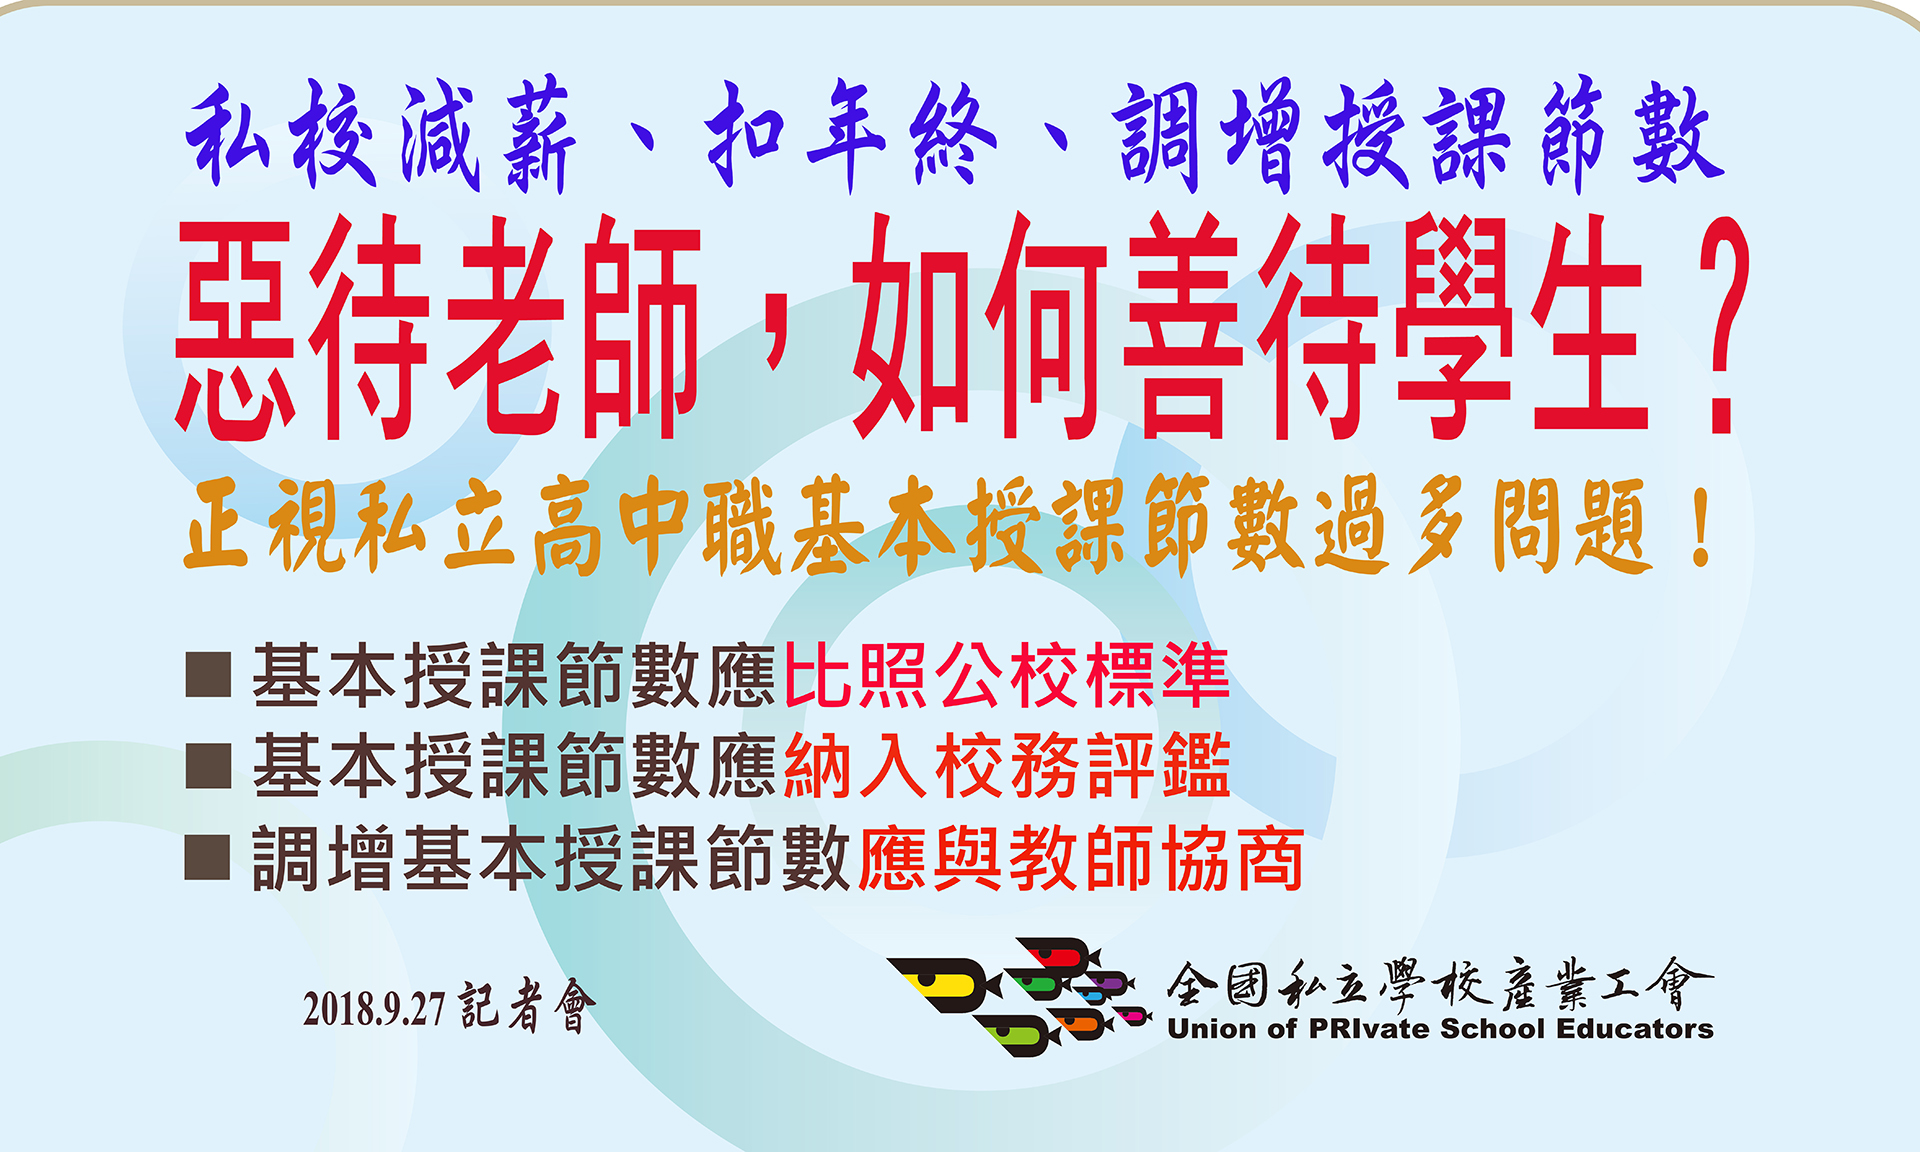 私校減薪、扣年終、調增授課節數
惡待老師，如何善待學生？
正視私立高中職基本授課節數過多問題！
■基本授課節數應比照公校標準
■基本授課節數應納入校務評鑑
■調增基本授課節數應與教師協商
2018.9.27 記者會
全國私立學校產業工會
Union of PRIvate School Educators